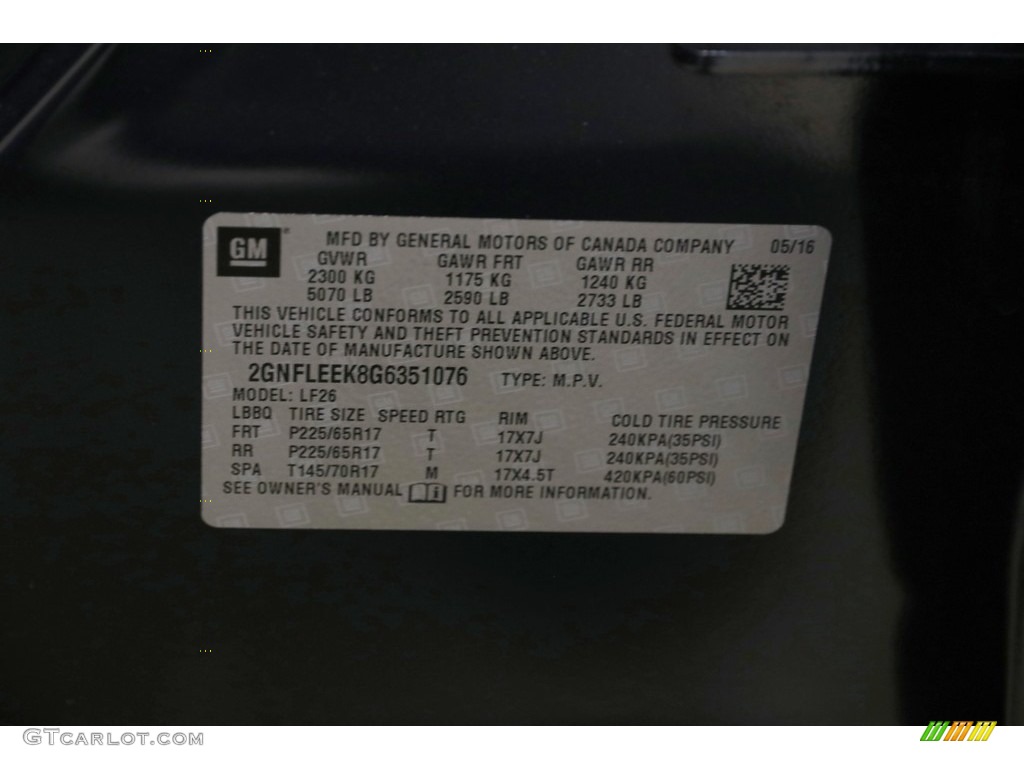 GM®
MFD BY GENERAL MOTORS OF CANADA COMPANY 05/16
GVWR GAWR FRT GAWR RR
2300 KG 1175 KG 1240 KG
5070 LB 2590 LB 2733 LB
THIS VEHICLE CONFORMS TO ALL APPLICABLE U.S. FEDERAL MOTOR
VEHICLE SAFETY AND THEFT PREVENTION STANDARDS IN EFFECT ON
THE DATE OF MANUFACTURE SHOWN ABOVE.
2GNFLEEK8G6351076 TYPE: M.P.V.
MODEL: LF26
LBBQ TIRE SIZE SPEED RTG RIM COLD TIRE PRESSURE
FRT P225/65R17 T 17X7J 240KPA(35PSI)
RR P225/65R17 T 17X7J 240KPA(35PSI)
SPA T145/70R17 M 17X4.5T 420KPA(60PSI)
SEE OWNER'S MANUAL i FOR MORE INFORMATION.
GTCARLOT.COM